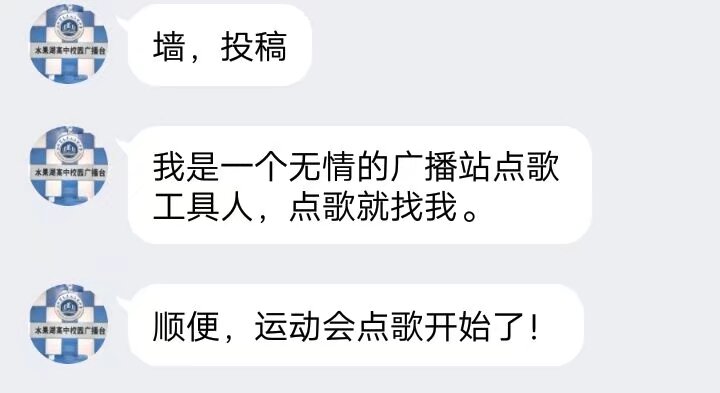 水果湖高中校园广播台
墙，投稿
水果湖高中校园广播台
我是一个无情的广播站点歌
工具人，点歌就找我。
水果湖高中校园广播台
顺便，运动会点歌开始了！